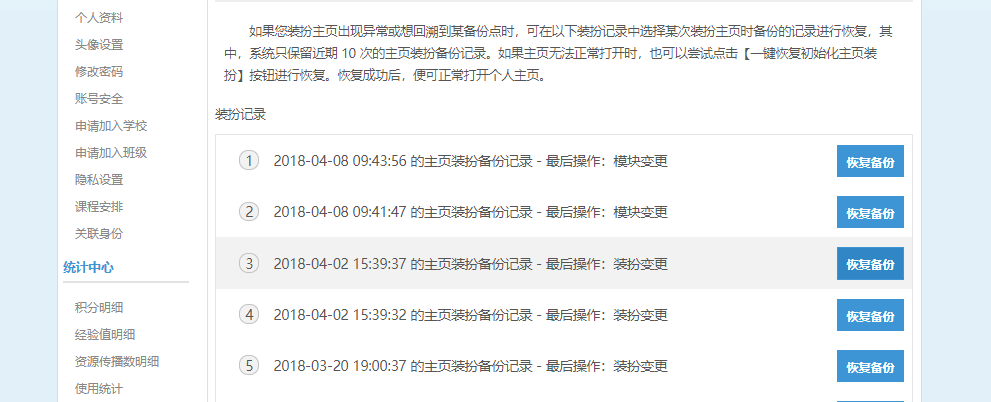 个人资料
头像设置
修改密码
账号安全
申请加入学校
申请加入班级
隐私设置
课程安排
关联身份
统计中心
积分明细
经验值明细
资源传播数明细
使用统计
如果您装扮主页出现异常或想回溯到某备份点时，可在以下装扮记录中选择某次装扮主页时备份的记录进行恢复，其
中，系统只保留近期 10 次的主页装扮备份记录。如果主页无法正常打开时，也可以尝试点击【一键恢复初始化主页装
扮】按钮进行恢复。恢复成功后，便可正常打开个人主页。
装扮记录
1 2018-04-08 09:43:56 的主页装扮备份记录 - 最后操作：模块变更 恢复备份
2 2018-04-08 09:41:47 的主页装扮备份记录 - 最后操作：模块变更 恢复备份
3 2018-04-02 15:39:37 的主页装扮备份记录 - 最后操作：装扮变更 恢复备份
4 2018-04-02 15:39:32 的主页装扮备份记录 - 最后操作：装扮变更 恢复备份
5 2018-03-20 19:00:37 的主页装扮备份记录 - 最后操作：装扮变更 恢复备份